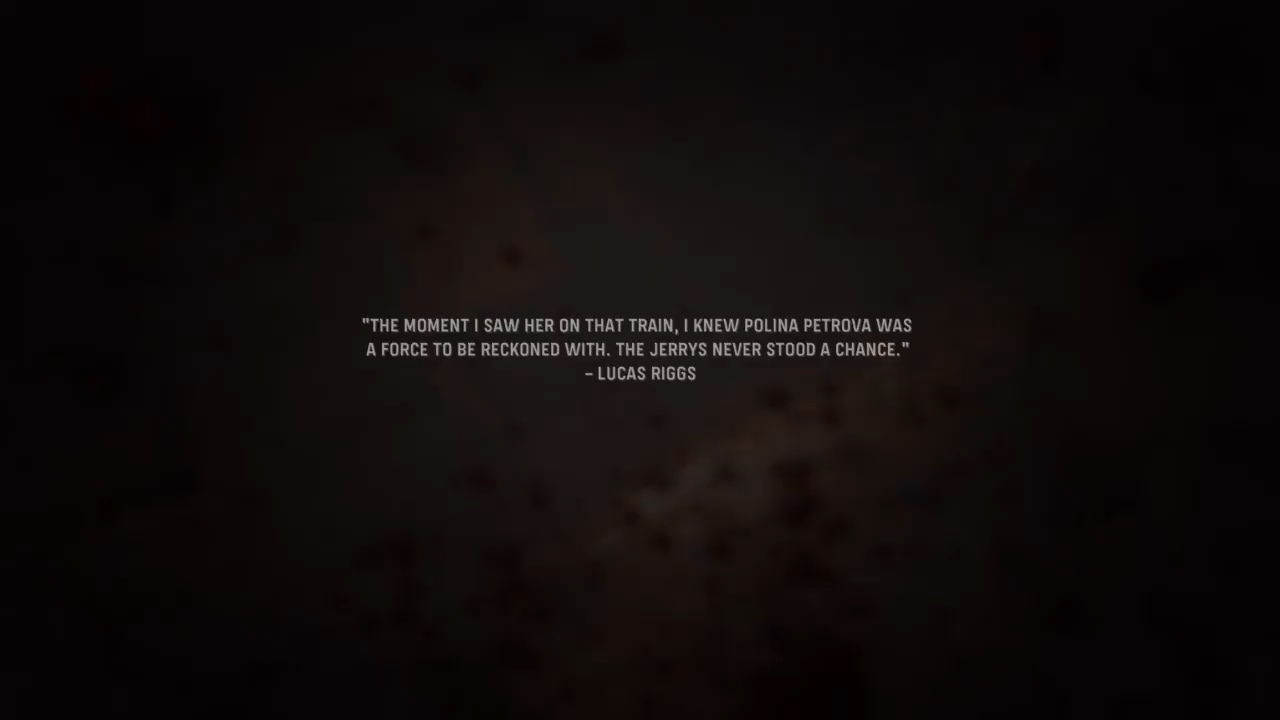 "THE MOMENT I SAW HER ON THAT TRAIN, I KNEW POLINA PETROVA WAS
A FORCE TO BE RECKONED WITH. THE JERRYS NEVER STOOD A CHANCE."
– LUCAS RIGGS